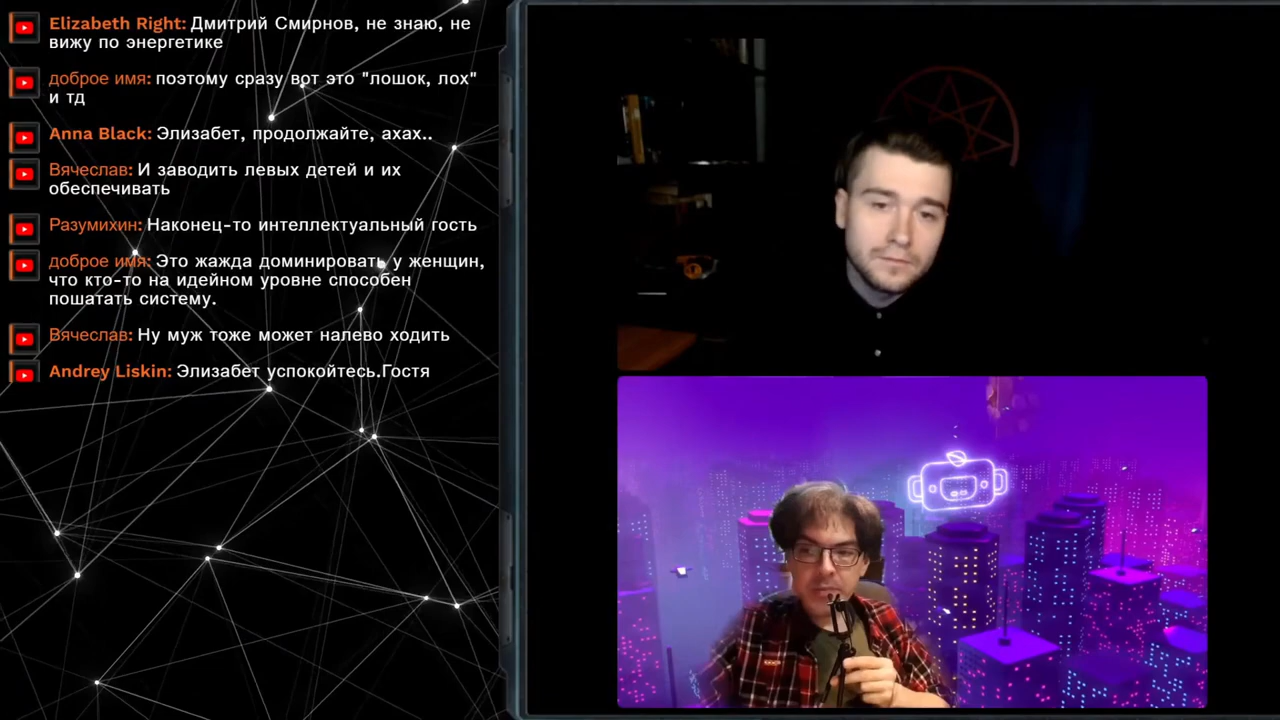 Elizabeth Right: Дмитрий Смирнов, не знаю, не
вижу по энергетике
доброе имя: поэтому сразу вот это "лошок, лох"
и тд
Anna Black: Элизабет, продолжайте, ахах..
Вячеслав: И заводить левых детей и их
обеспечивать
Разумихин: Наконец-то интеллектуальный гость
доброе имя: Это жажда доминировать у женщин,
что кто-то на идейном уровне способен
пошатать систему.
Вячеслав: Ну муж тоже может налево ходить
Andrey Liskin: Элизабет успокойтесь.Гостя